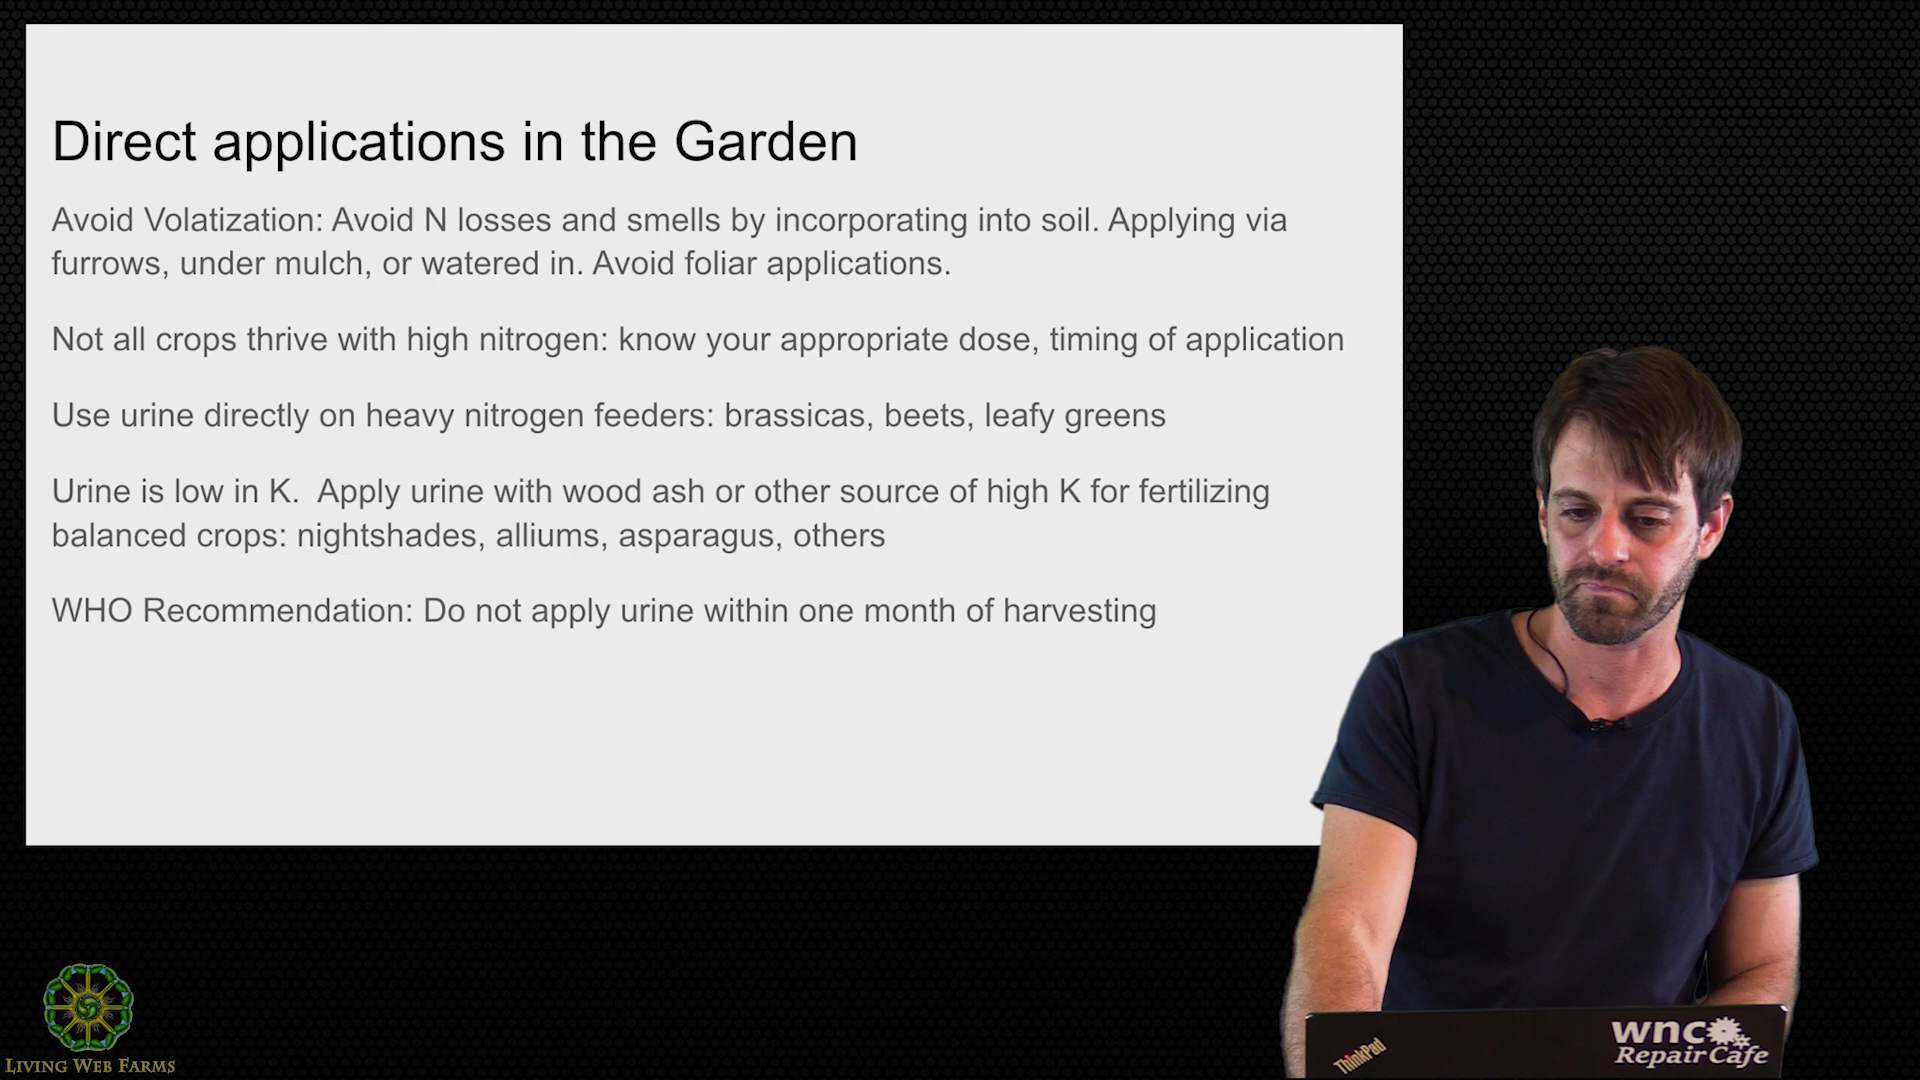 Direct applications in the Garden
Avoid Volatization: Avoid N losses and smells by incorporating into soil. Applying via
furrows, under mulch, or watered in. Avoid foliar applications.
Not all crops thrive with high nitrogen: know your appropriate dose, timing of application
Use urine directly on heavy nitrogen feeders: brassicas, beets, leafy greens
Urine is low in K.  Apply urine with wood ash or other source of high K for fertilizing
balanced crops: nightshades, alliums, asparagus, others
WHO Recommendation: Do not apply urine within one month of harvesting
ThinkPad
wnc
Repair Cafe
LIVING WEB FARMS